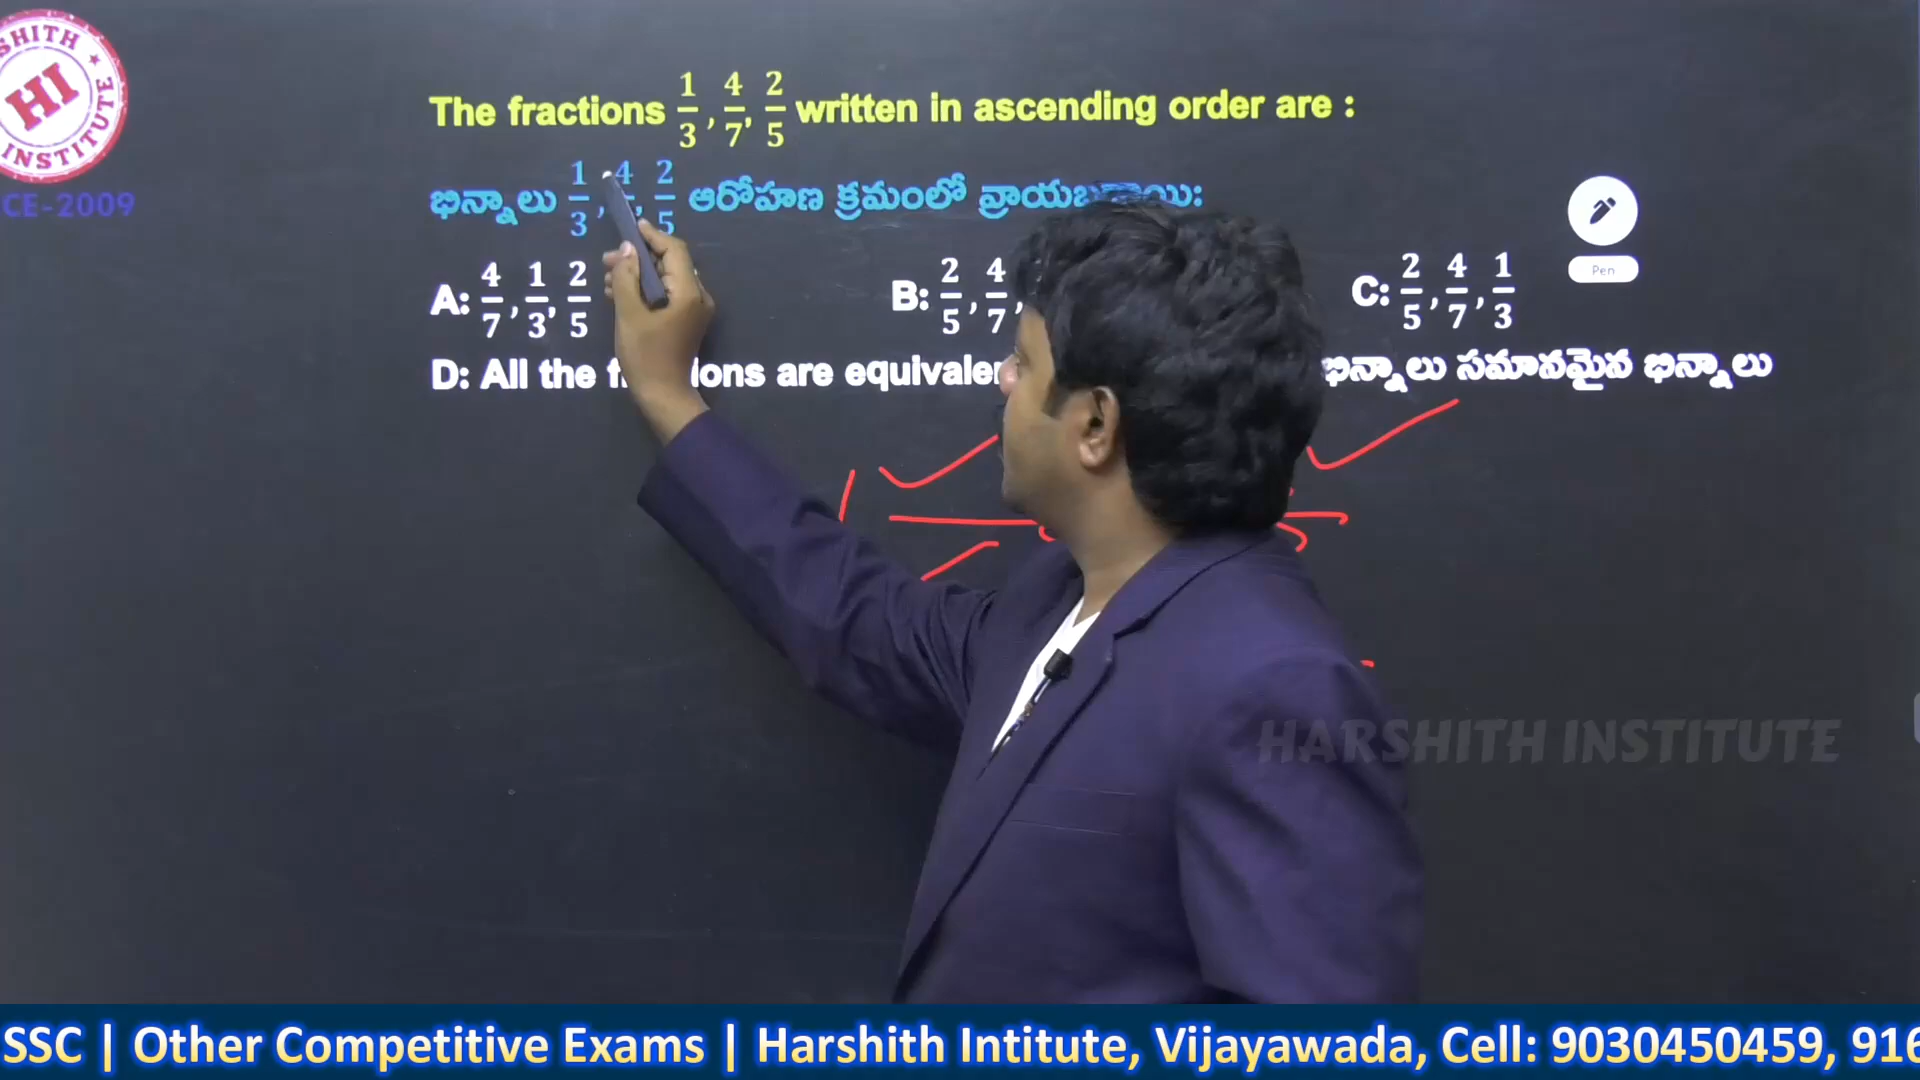 SHITH
HI
INSTITUTE
CE-2009
The fractions 1/3, 4/7, 2/5 written in ascending order are :
భిన్నాలు 1/3, 4, 2/5 ఆరోహణ క్రమంలో
A: 4/7, 1/3, 2/5
B: 2/5, 4/7,
C: 2/5, 4/7, 1/3
D: All the are భిన్నాలు సమానమైన భిన్నాలు
Pen
HARSHITH INSTITUTE
SSC | Other Competitive Exams | Harshith Intitute, Vijayawada, Cell: 9030450459, 916